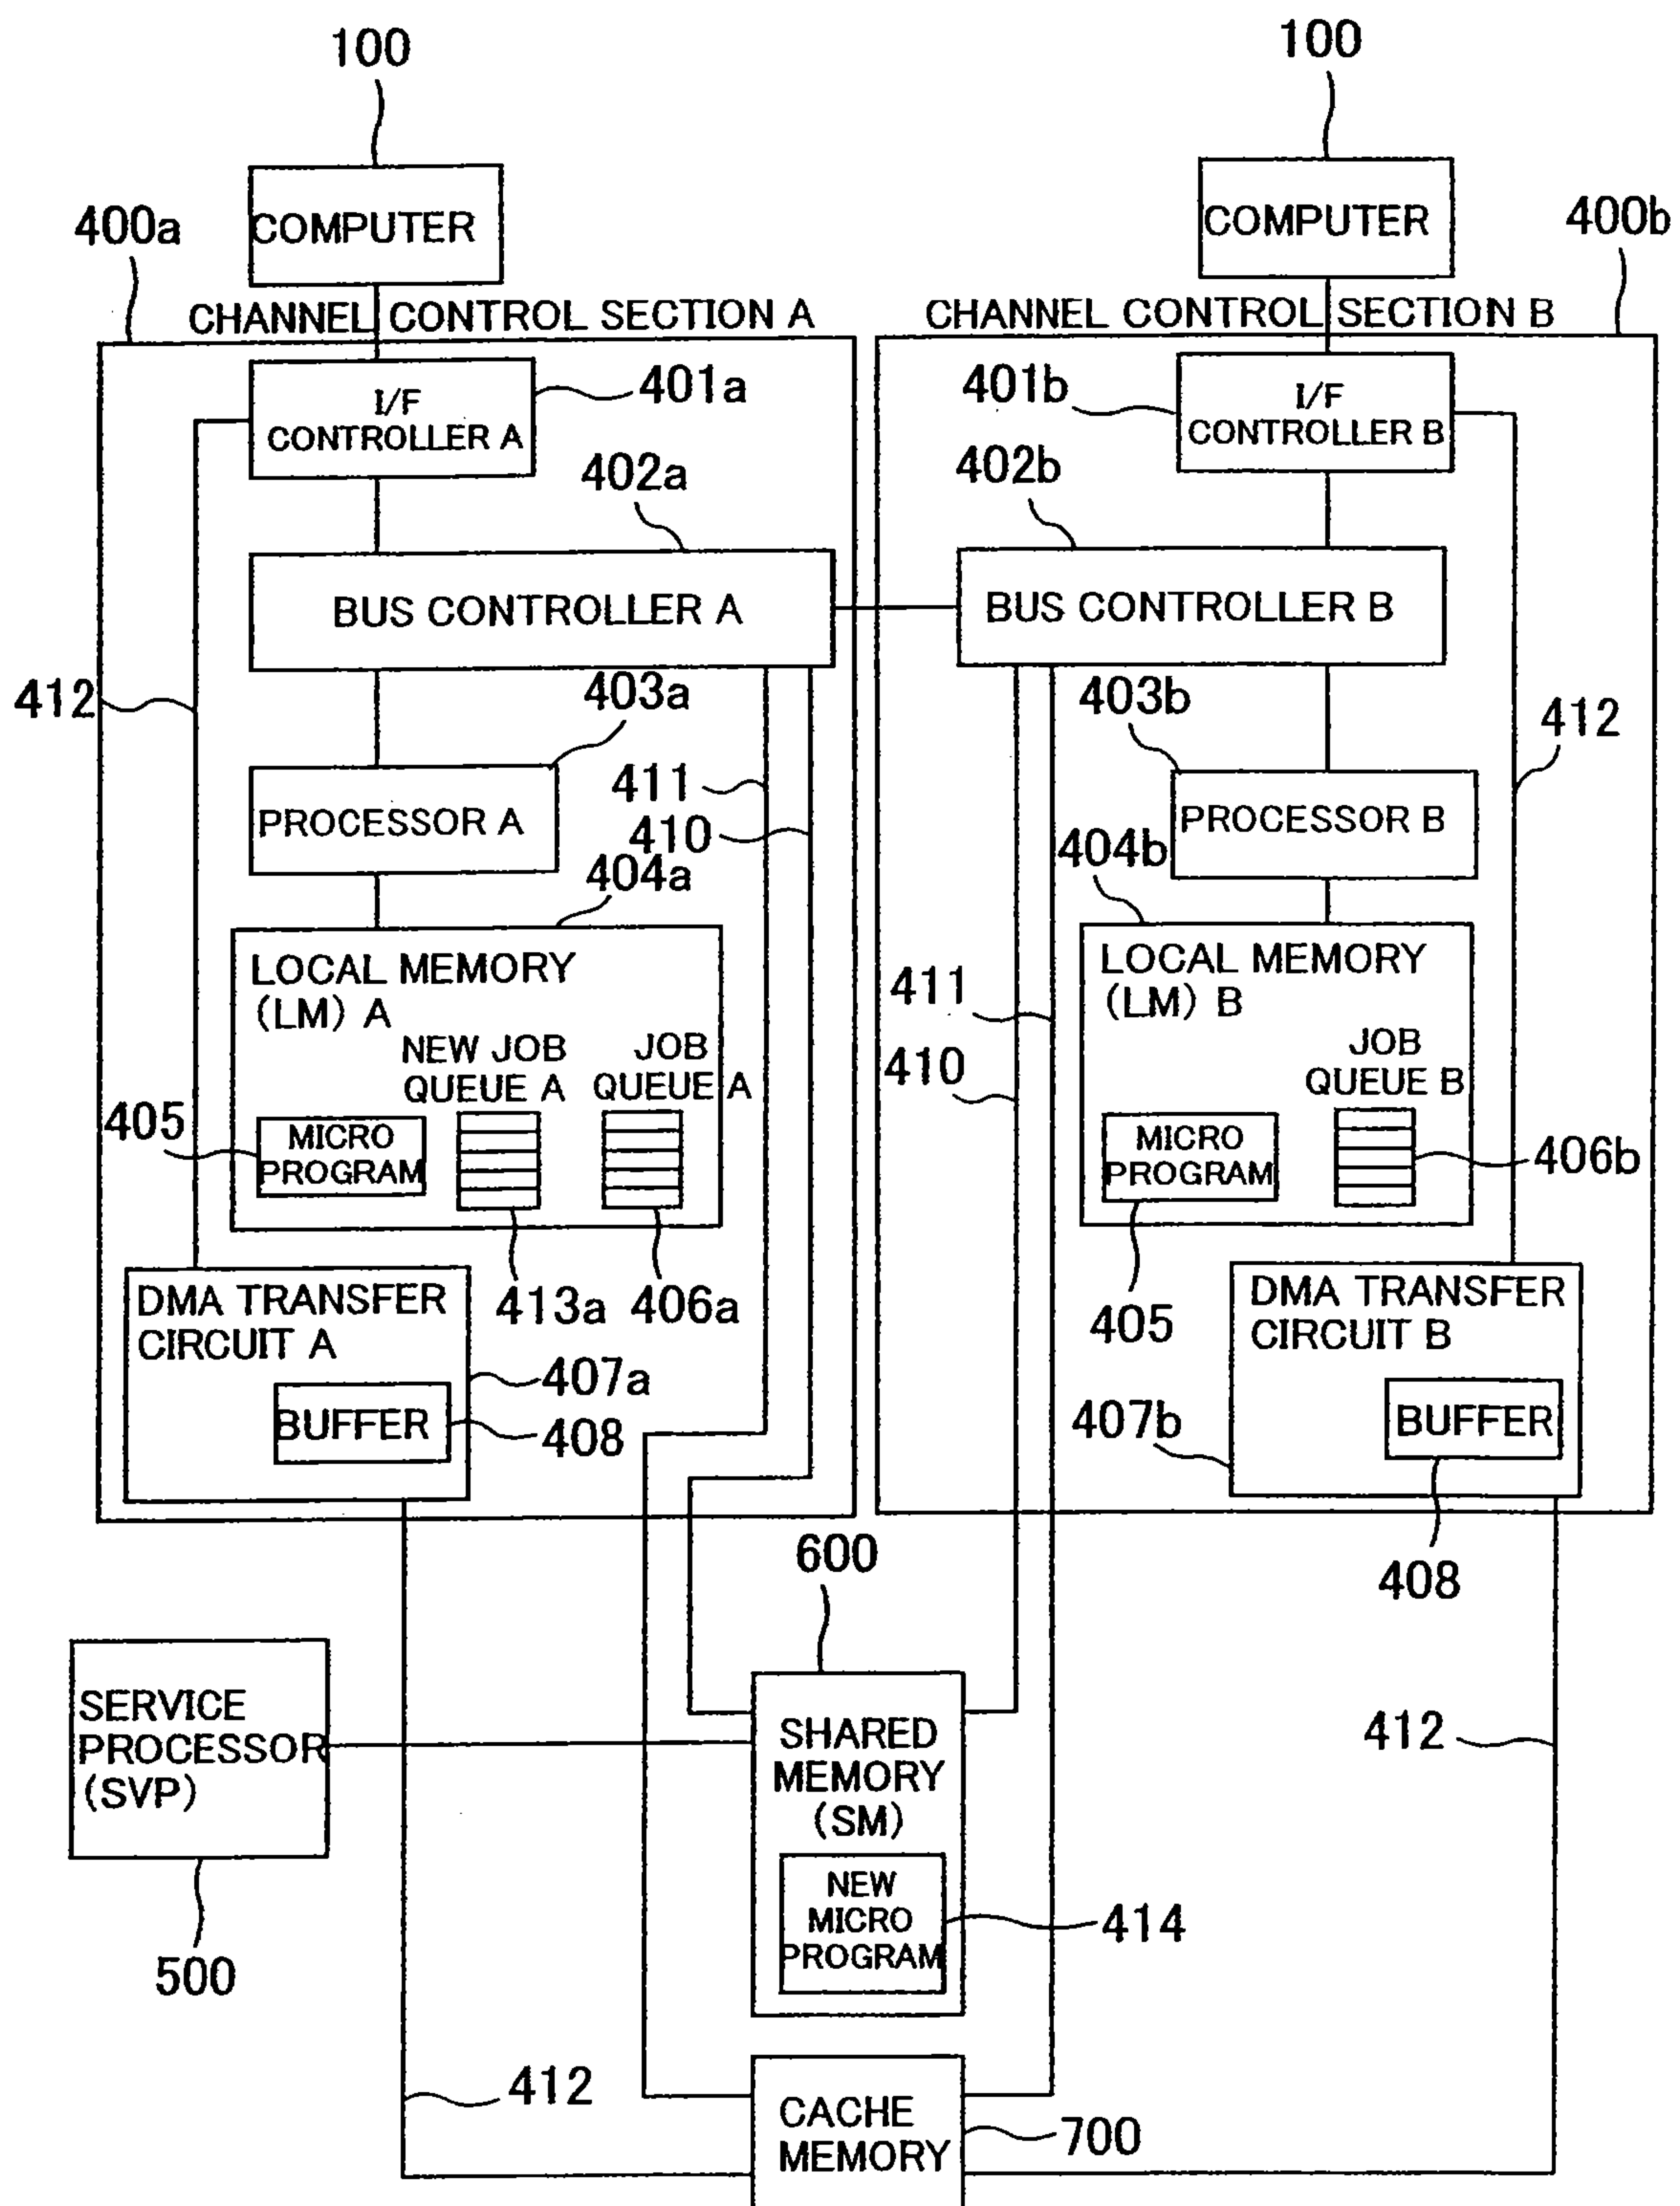 100
100
COMPUTER
COMPUTER
400a
400b
CHANNEL CONTROL SECTION A
CHANNEL CONTROL SECTION B
I/F
CONTROLLER A
401a
401b
I/F
CONTROLLER B
402a
402b
BUS CONTROLLER A
BUS CONTROLLER B
412
403a
403b
412
411
410
PROCESSOR A
PROCESSOR B
404a
404b
LOCAL MEMORY
(LM) A
LOCAL MEMORY
(LM) B
411
410
NEW JOB
QUEUE A
JOB
QUEUE A
JOB
QUEUE B
405
MICRO
PROGRAM
MICRO
PROGRAM
406b
413a
406a
405
DMA TRANSFER
CIRCUIT A
DMA TRANSFER
CIRCUIT B
407a
BUFFER
408
407b
BUFFER
408
600
SERVICE
PROCESSOR
(SVP)
SHARED
MEMORY
(SM)
412
NEW
MICRO
PROGRAM
414
500
412
CACHE
MEMORY
700